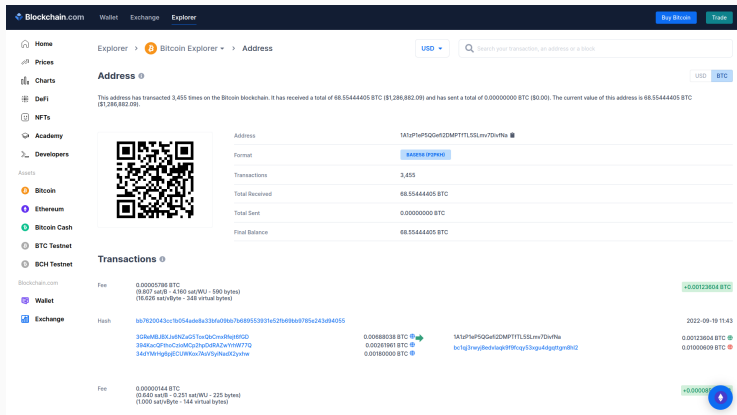 Blockchain.com
Wallet Exchange Explorer
Buy Bitcoin Trade
Home
Prices
Charts
DeFi
NFTs
Academy
Developers
Assets
Bitcoin
Ethereum
Bitcoin Cash
BTC Testnet
BCH Testnet
Blockchain.com
Wallet
Exchange
Explorer > Bitcoin Explorer > Address
USD
Search your transaction, an address or a block
Address
USD BTC
This address has transacted 3,455 times on the Bitcoin blockchain. It has received a total of 68.55444405 BTC ($1,286,882.09) and has sent a total of 0.00000000 BTC ($0.00). The current value of this address is 68.55444405 BTC
($1,286,882.09).
Address 1A1zP1eP5QGefi2DMPTfTL5SLmv7DivfNa
Format BASE58 (P2PKH)
Transactions 3,455
Total Received 68.55444405 BTC
Total Sent 0.00000000 BTC
Final Balance 68.55444405 BTC
Transactions
Fee 0.00005786 BTC
(9.807 sat/B - 4.160 sat/WU - 590 bytes)
(16.626 sat/vByte - 348 virtual bytes)
+0.00123604 BTC
Hash bb7620043cc1b054ade8a33bfa09bb7b689553931e52fb69bb9785e243d94055 2022-09-19 11:43
3GReMBJBXJs6NZaG5ToxQbCmxRfejt6fGD 0.00688038 BTC 1A1zP1eP5QGefi2DMPTfTL5SLmv7DivfNa 0.00123604 BTC
394KacQFthoCzioMCp2hpDdRAZwYrhW77Q 0.00261961 BTC bc1qj3nwyj8edvlaqk9f9fcqy53xgu4dgqttgm8hl2 0.01000609 BTC
34dYMrHg6pjECUWKox7AsVSyiNadX2yxhw 0.00180000 BTC
Fee 0.00000144 BTC
(0.640 sat/B - 0.251 sat/WU - 225 bytes)
(1.000 sat/vByte - 144 virtual bytes)